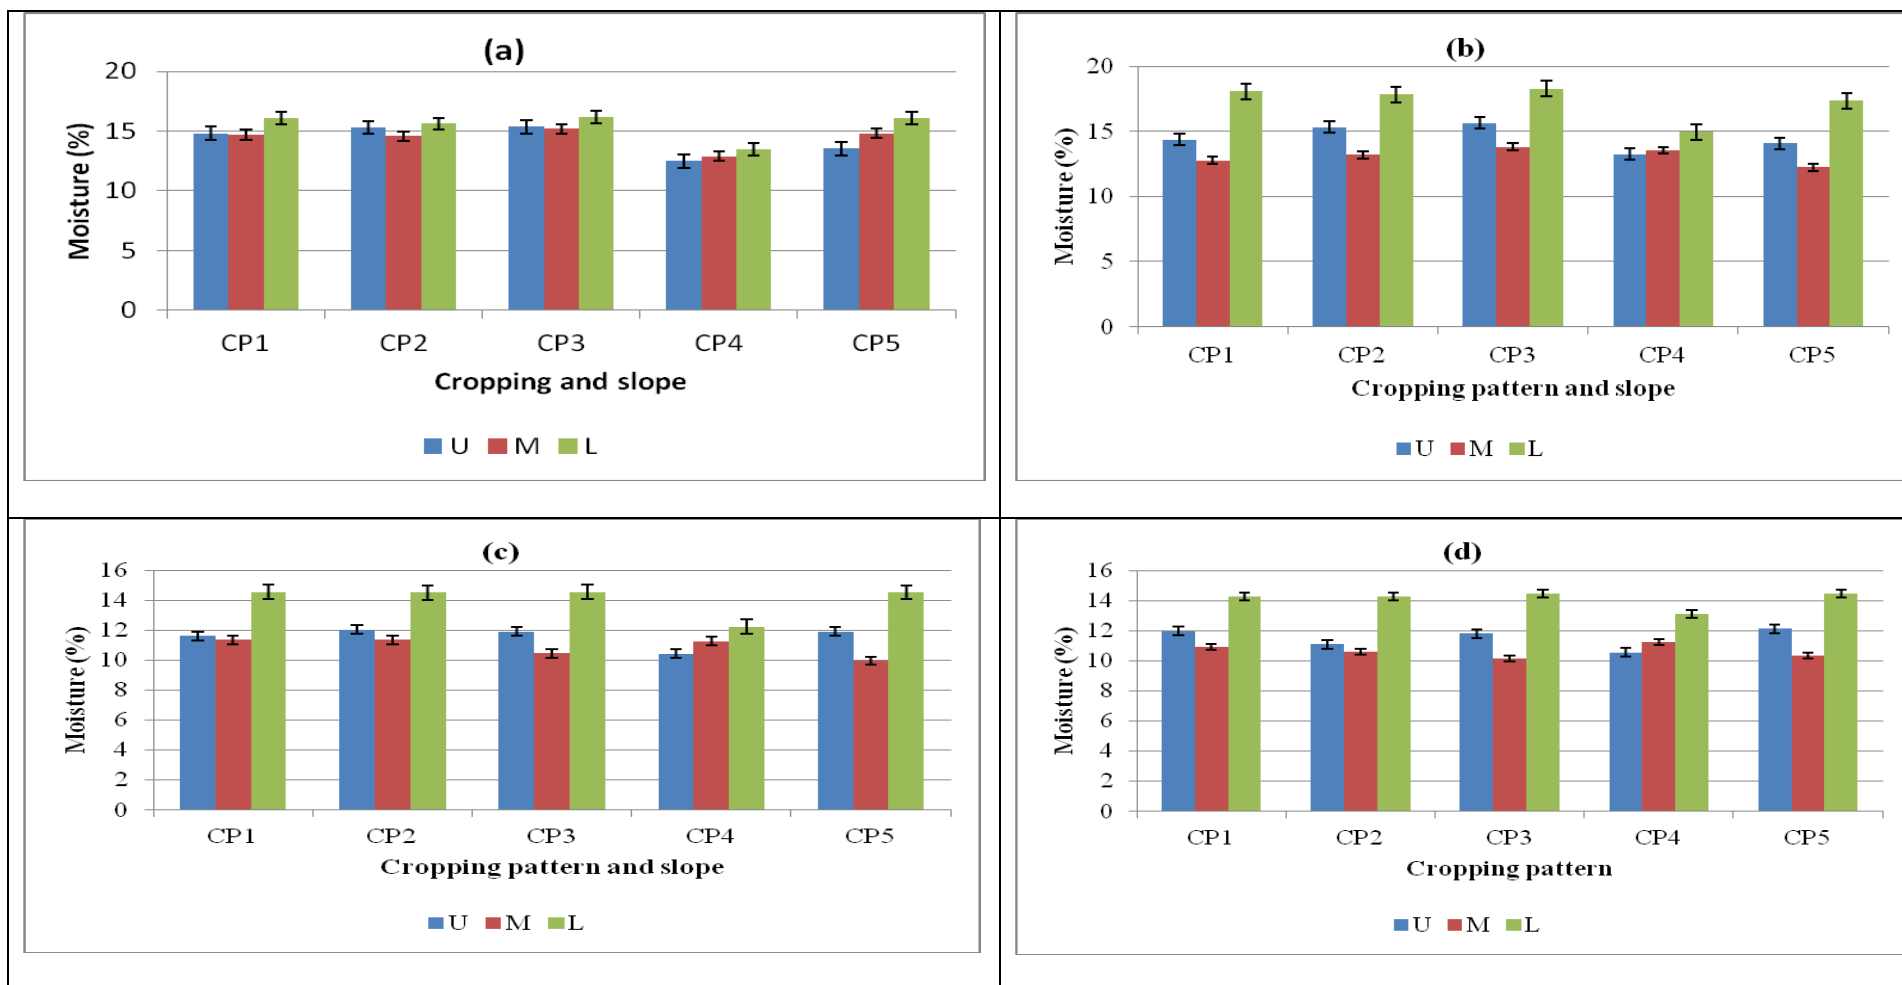 (a)
Moisture (%)
20
15
10
5
0
CP1 CP2 CP3 CP4 CP5
Cropping and slope
U M L
(b)
Moisture (%)
20
15
10
5
0
CP1 CP2 CP3 CP4 CP5
Cropping pattern and slope
U M L
(c)
Moisture (%)
16
14
12
10
8
6
4
2
0
CP1 CP2 CP3 CP4 CP5
Cropping pattern and slope
U M L
(d)
Moisture (%)
16
14
12
10
8
6
4
2
0
CP1 CP2 CP3 CP4 CP5
Cropping pattern
U M L